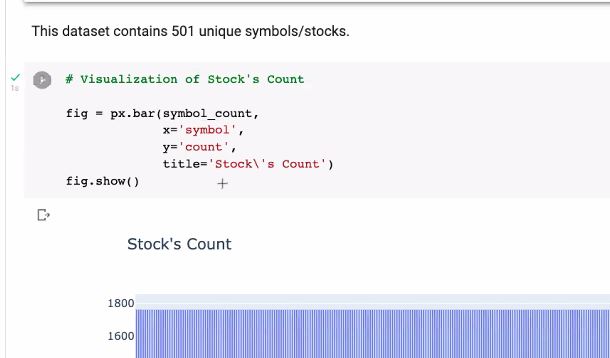 This dataset contains 501 unique symbols/stocks.
1s
# Visualization of Stock's Count
fig = px.bar(symbol_count,
x='symbol',
y='count',
title='Stock\'s Count')
fig.show()
Stock's Count
1800
1600